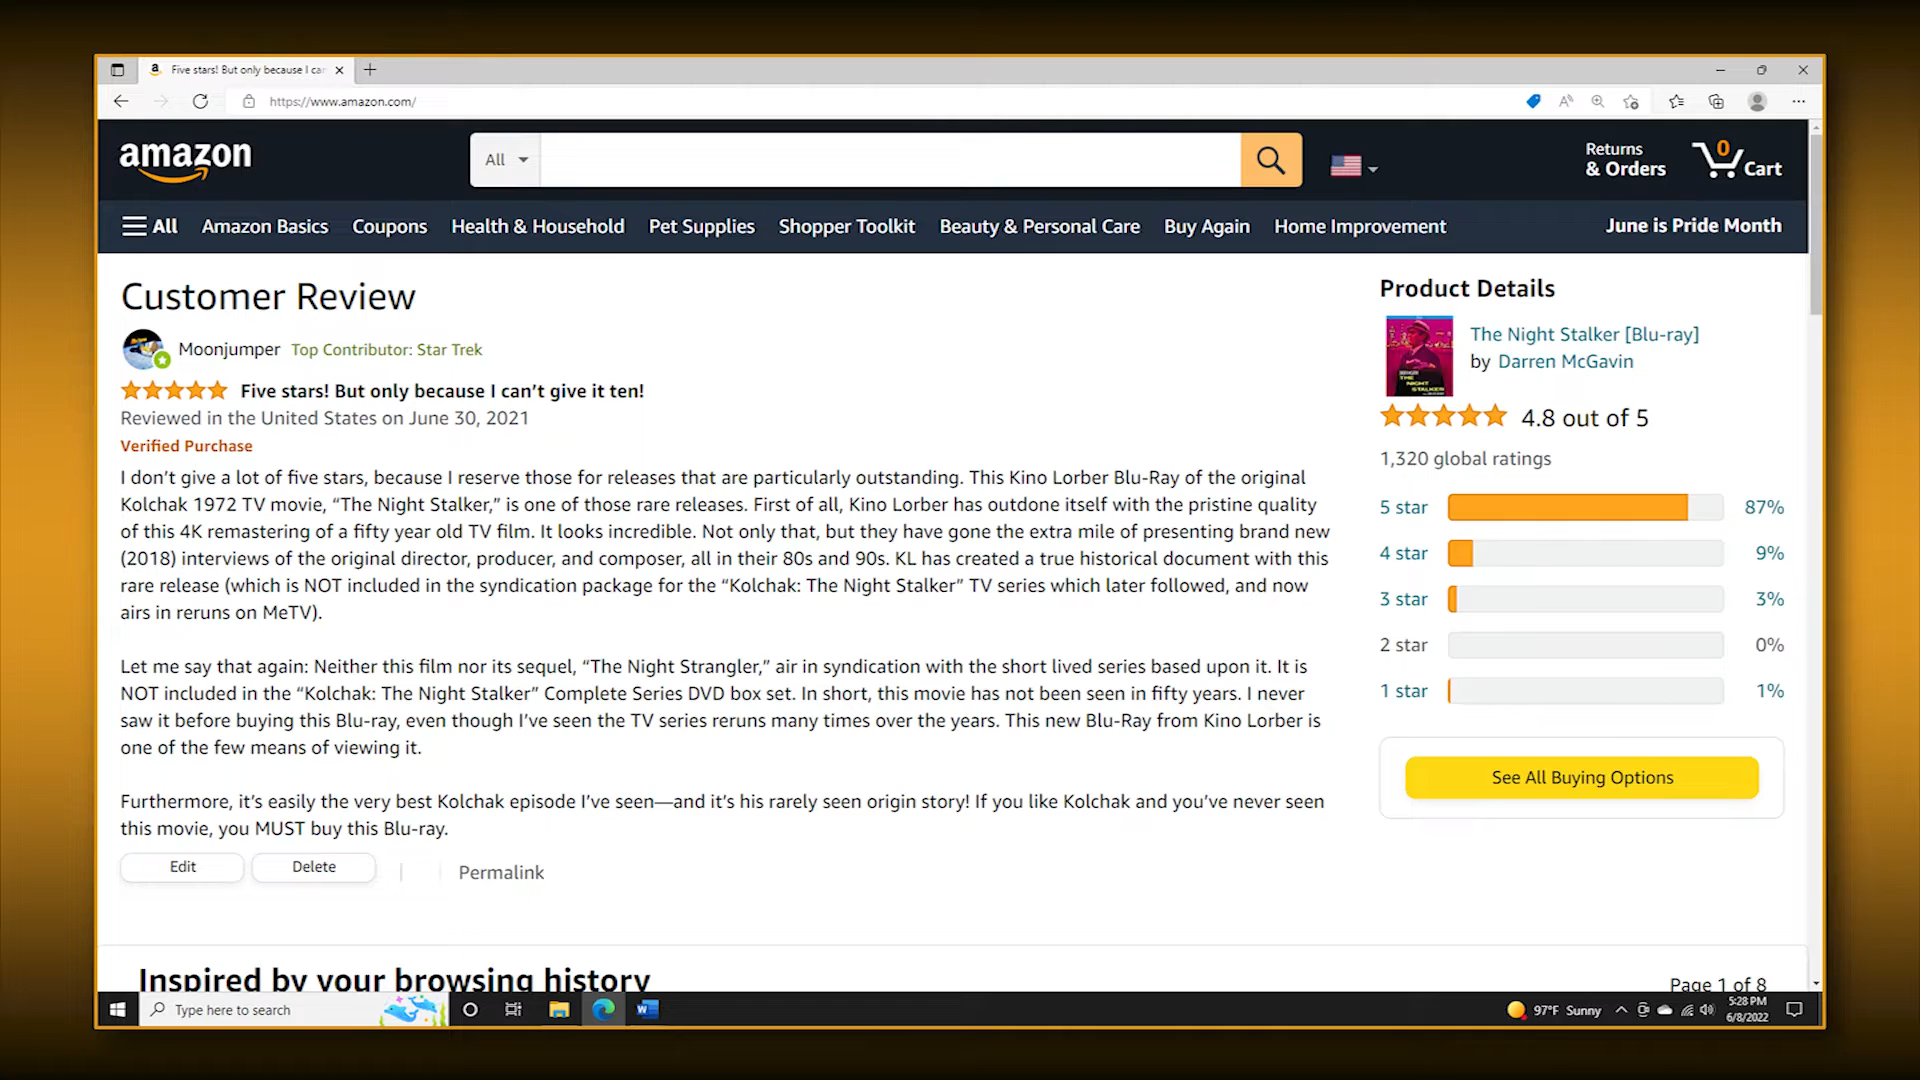 Five stars! But only because I car
https://www.amazon.com/
amazon
All
Returns
& Orders
0
Cart
All
Amazon Basics
Coupons
Health & Household
Pet Supplies
Shopper Toolkit
Beauty & Personal Care
Buy Again
Home Improvement
June is Pride Month
Customer Review
Moonjumper Top Contributor: Star Trek
Five stars! But only because I can’t give it ten!
Reviewed in the United States on June 30, 2021
Verified Purchase
I don’t give a lot of five stars, because I reserve those for releases that are particularly outstanding. This Kino Lorber Blu-Ray of the original
Kolchak 1972 TV movie, “The Night Stalker,” is one of those rare releases. First of all, Kino Lorber has outdone itself with the pristine quality
of this 4K remastering of a fifty year old TV film. It looks incredible. Not only that, but they have gone the extra mile of presenting brand new
(2018) interviews of the original director, producer, and composer, all in their 80s and 90s. KL has created a true historical document with this
rare release (which is NOT included in the syndication package for the “Kolchak: The Night Stalker” TV series which later followed, and now
airs in reruns on MeTV).
Let me say that again: Neither this film nor its sequel, “The Night Strangler,” air in syndication with the short lived series based upon it. It is
NOT included in the “Kolchak: The Night Stalker” Complete Series DVD box set. In short, this movie has not been seen in fifty years. I never
saw it before buying this Blu-ray, even though I’ve seen the TV series reruns many times over the years. This new Blu-Ray from Kino Lorber is
one of the few means of viewing it.
Furthermore, it’s easily the very best Kolchak episode I’ve seen—and it’s his rarely seen origin story! If you like Kolchak and you’ve never seen
this movie, you MUST buy this Blu-ray.
Edit
Delete
Permalink
Product Details
THE
NIGHT
STALKER
The Night Stalker [Blu-ray]
by Darren McGavin
4.8 out of 5
1,320 global ratings
5 star 87%
4 star 9%
3 star 3%
2 star 0%
1 star 1%
See All Buying Options
Inspired by your browsing history
Page 1 of 8
Type here to search
97°F Sunny
5:28 PM
6/8/2022